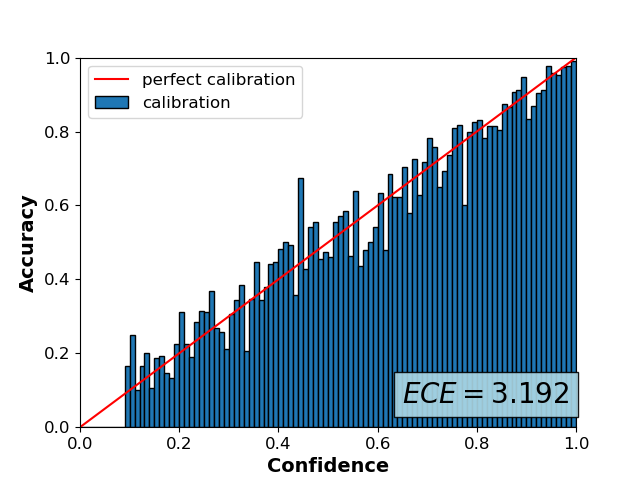 perfect calibration
calibration
1.0
0.8
0.6
0.4
0.2
0.0
Accuracy
ECE = 3.192
0.0 0.2 0.4 0.6 0.8 1.0
Confidence